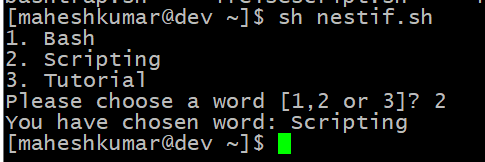 [maheshkumar@dev ~]$ sh nestif.sh
1. Bash
2. Scripting
3. Tutorial
Please choose a word [1,2 or 3]? 2
You have chosen word: Scripting
[maheshkumar@dev ~]$